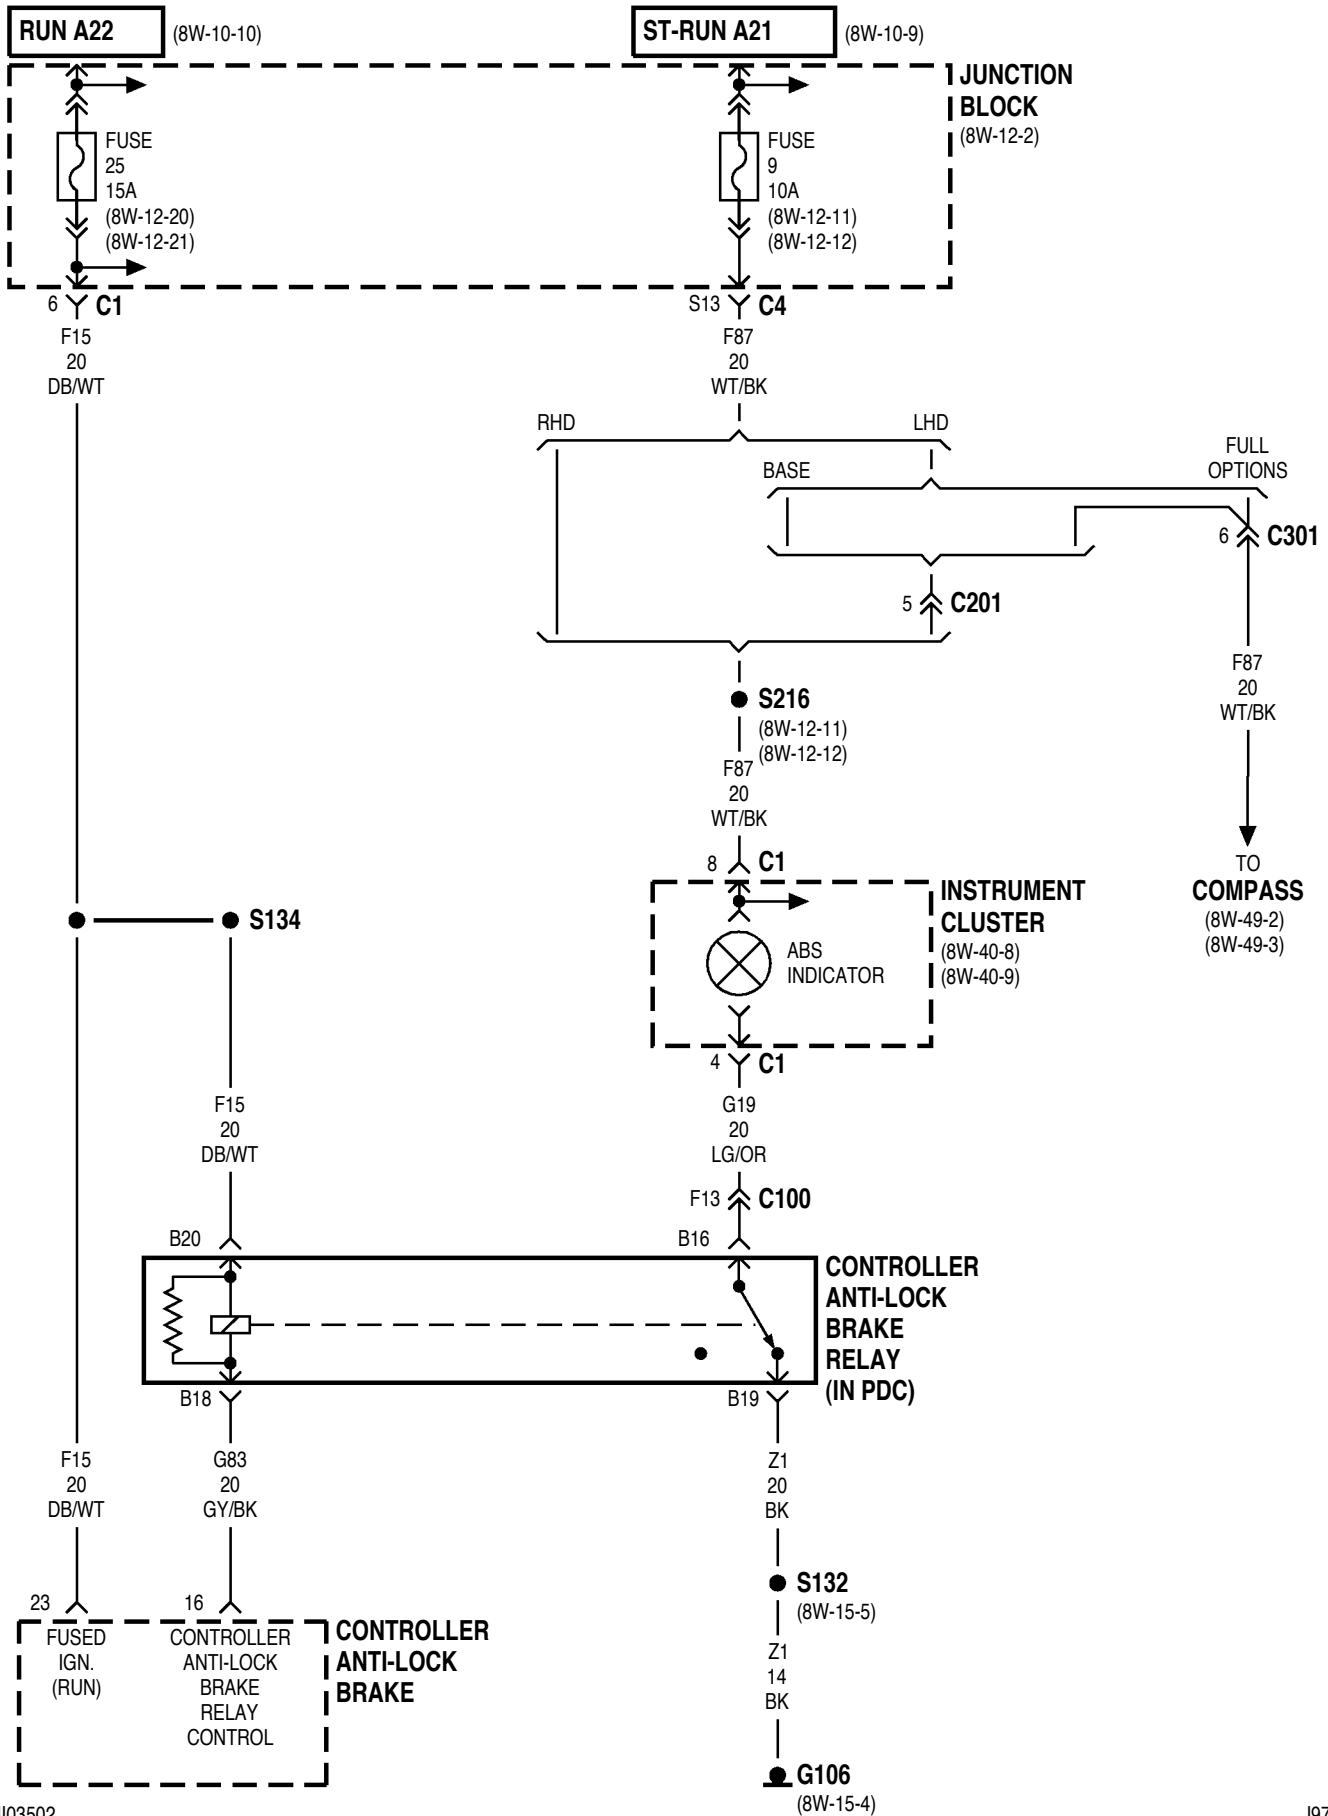 RUN A22 (8W-10-10)
ST-RUN A21 (8W-10-9)
JUNCTION
BLOCK
(8W-12-2)
FUSE
25
15A
(8W-12-20)
(8W-12-21)
FUSE
9
10A
(8W-12-11)
(8W-12-12)
6 C1
F15
20
DB/WT
S13 C4
F87
20
WT/BK
RHD
LHD
BASE
FULL
OPTIONS
6 C301
5 C201
F87
20
WT/BK
TO
COMPASS
(8W-49-2)
(8W-49-3)
S216
(8W-12-11)
(8W-12-12)
F87
20
WT/BK
8 C1
INSTRUMENT
CLUSTER
(8W-40-8)
(8W-40-9)
ABS
INDICATOR
4 C1
S134
F15
20
DB/WT
G19
20
LG/OR
F13 C100
B20
B16
CONTROLLER
ANTI-LOCK
BRAKE
RELAY
(IN PDC)
B18
B19
F15
20
DB/WT
G83
20
GY/BK
Z1
20
BK
S132
(8W-15-5)
Z1
14
BK
G106
(8W-15-4)
23
16
FUSED
IGN.
(RUN)
CONTROLLER
ANTI-LOCK
BRAKE
RELAY
CONTROL
CONTROLLER
ANTI-LOCK
BRAKE